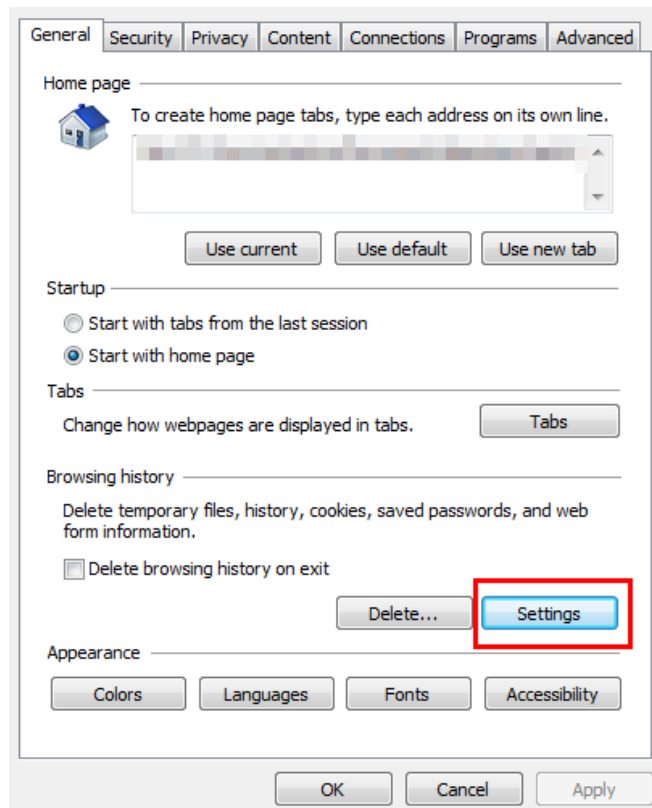 General Security Privacy Content Connections Programs Advanced
Home page
To create home page tabs, type each address on its own line.
Use current Use default Use new tab
Startup
Start with tabs from the last session
Start with home page
Tabs
Change how webpages are displayed in tabs. Tabs
Browsing history
Delete temporary files, history, cookies, saved passwords, and web
form information.
Delete browsing history on exit
Delete... Settings
Appearance
Colors Languages Fonts Accessibility
OK Cancel Apply